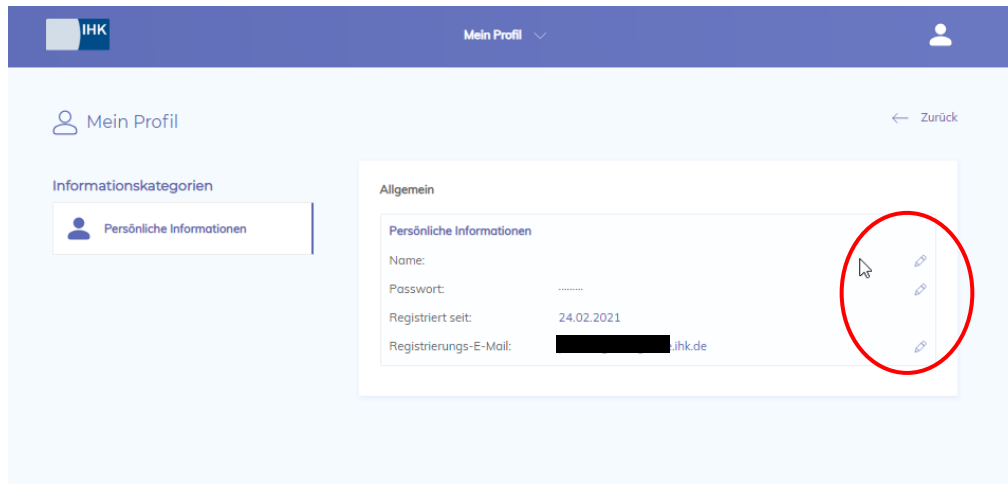 IHK
Mein Profil
Mein Profil
Zurück
Informationskategorien
Persönliche Informationen
Allgemein
Persönliche Informationen
Name:
Passwort: ..........
Registriert seit: 24.02.2021
Registrierungs-E-Mail: .ihk.de